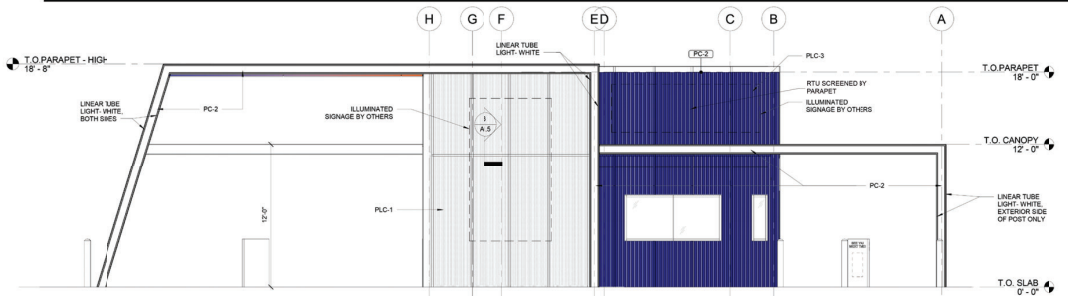 H
G
F
E
D
C
B
A
T.O.PARAPET - HIGH
18' - 8"
LINEAR TUBE
LIGHT- WHITE
PC-2
PLC-3
T.O.PARAPET
18' - 0"
RTU SCREENED BY
PARAPET
ILLUMINATED
SIGNAGE BY OTHERS
LINEAR TUBE
LIGHT- WHITE,
BOTH SIDES
PC-2
ILLUMINATED
SIGNAGE BY OTHERS
A.5
T.O. CANOPY
12' - 0"
PC-2
LINEAR TUBE
LIGHT- WHITE,
EXTERIOR SIDE
OF POST ONLY
PLC-1
12'-0"
T.O. SLAB
0' - 0"